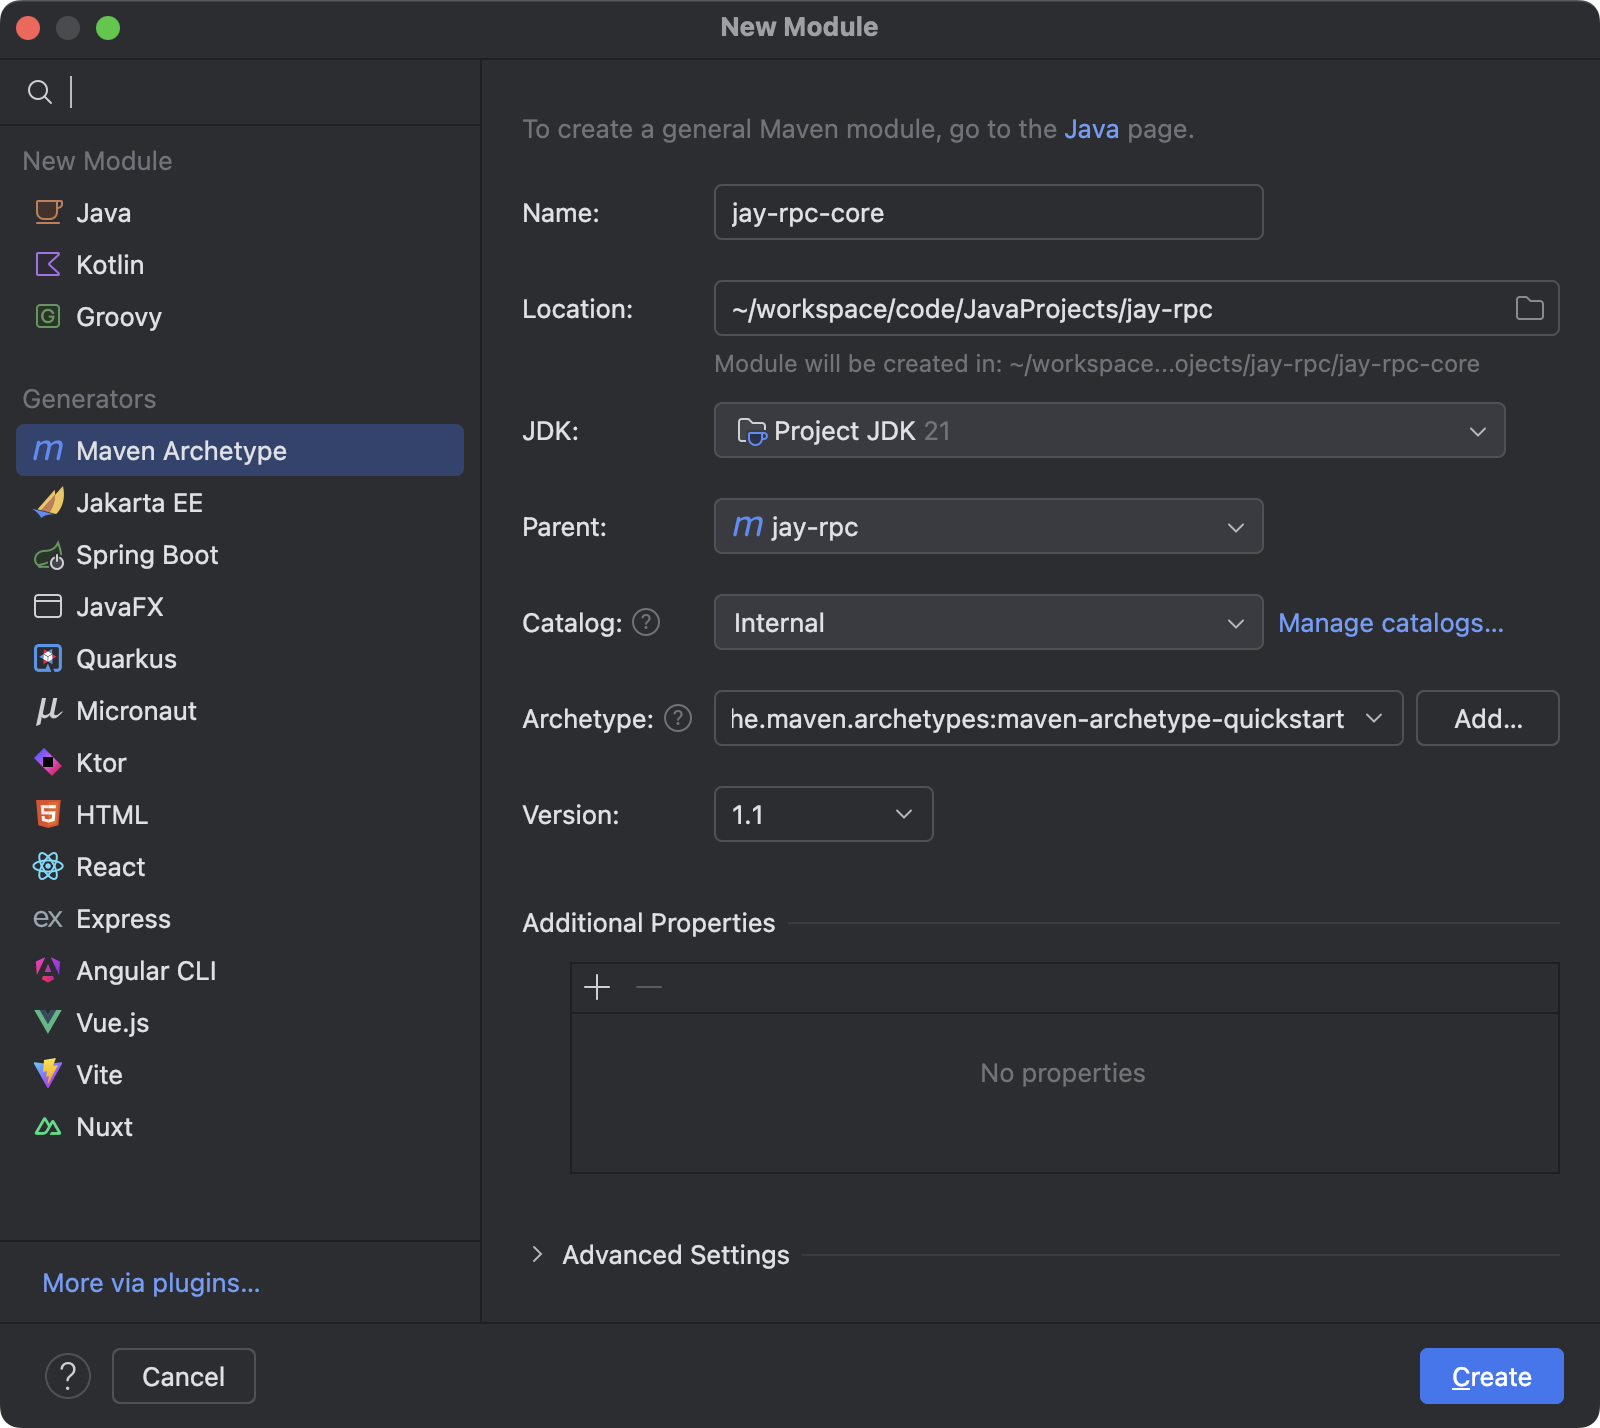 New Module
New Module
Java
Kotlin
Groovy
Generators
m Maven Archetype
Jakarta EE
Spring Boot
JavaFX
Quarkus
μ Micronaut
Ktor
5 HTML
React
ex Express
Angular CLI
Vue.js
Vite
Nuxt
More via plugins...
To create a general Maven module, go to the Java page.
Name: jay-rpc-core
Location: ~/workspace/code/JavaProjects/jay-rpc
Module will be created in: ~/workspace...ojects/jay-rpc/jay-rpc-core
JDK: Project JDK 21
Parent: m jay-rpc
Catalog: ? Internal Manage catalogs...
Archetype: ? he.maven.archetypes:maven-archetype-quickstart Add...
Version: 1.1
Additional Properties
No properties
Advanced Settings
? Cancel Create